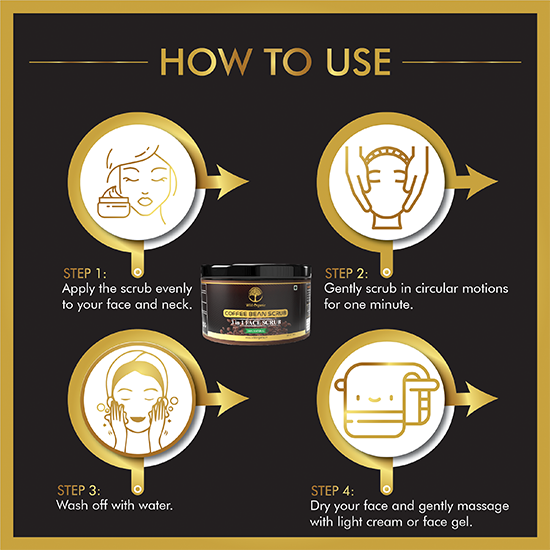 HOW TO USE
STEP 1:
Apply the scrub evenly
to your face and neck.
STEP 2:
Gently scrub in circular motions
for one minute.
COFFEE BEAN SCRUB
3 in 1 FACE SCRUB
STEP 3:
Wash off with water.
STEP 4:
Dry your face and gently massage
with light cream or face gel.